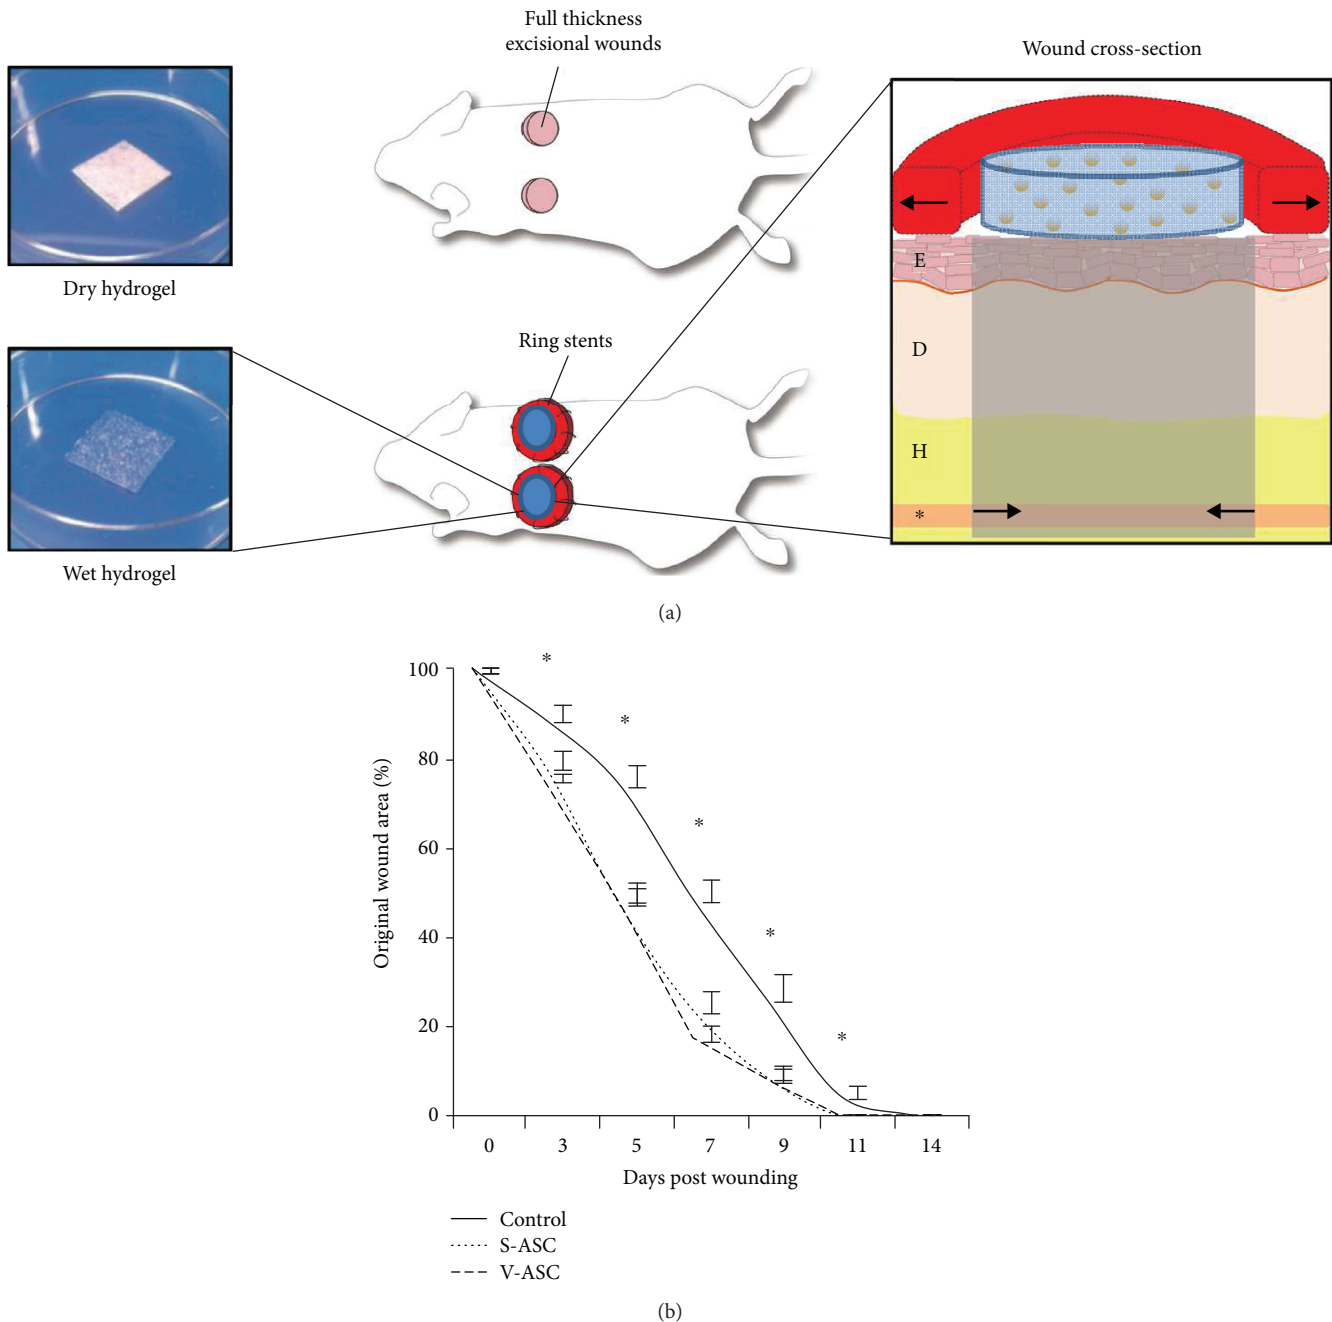 Full thickness
excisional wounds
Wound cross-section
Dry hydrogel
E
D
H
*
Ring stents
Wet hydrogel
(a)
Original wound area (%)
100
80
60
40
20
0
*
*
*
*
*
0 3 5 7 9 11 14
Days post wounding
Control
S-ASC
V-ASC
(b)